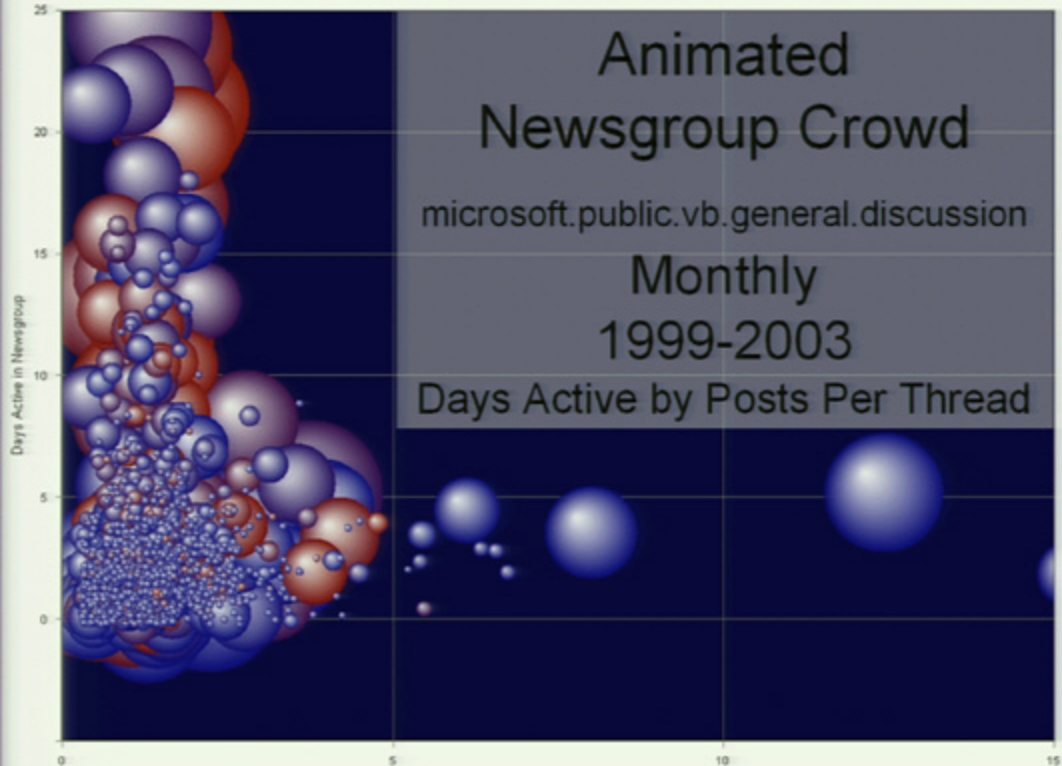 Animated
Newsgroup Crowd
microsoft.public.vb.general.discussion
Monthly
1999-2003
Days Active by Posts Per Thread
Days Active in Newsgroup
25
20
15
10
5
0
0 5 10 15